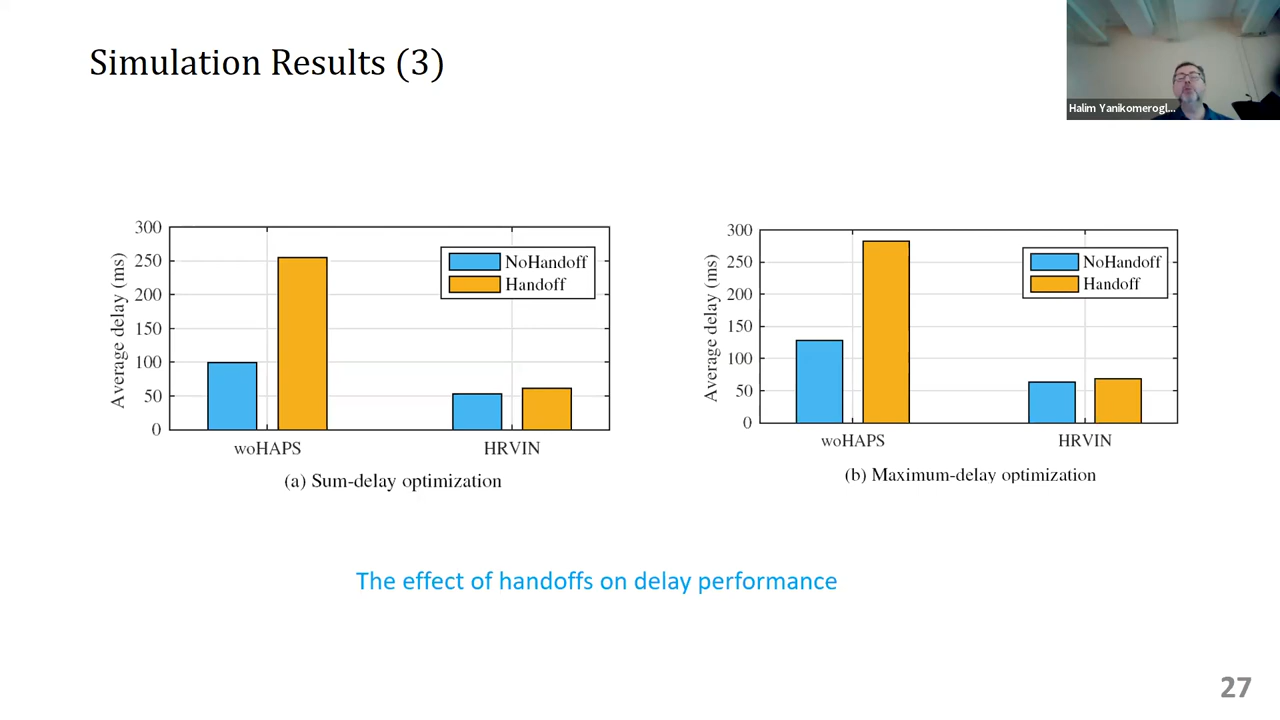 Simulation Results (3)
Halim Yanikomerogl...
300
250
200
150
100
50
0
Average delay (ms)
NoHandoff
Handoff
woHAPS
HRVIN
(a) Sum-delay optimization
300
250
200
150
100
50
0
Average delay (ms)
NoHandoff
Handoff
woHAPS
HRVIN
(b) Maximum-delay optimization
The effect of handoffs on delay performance
27